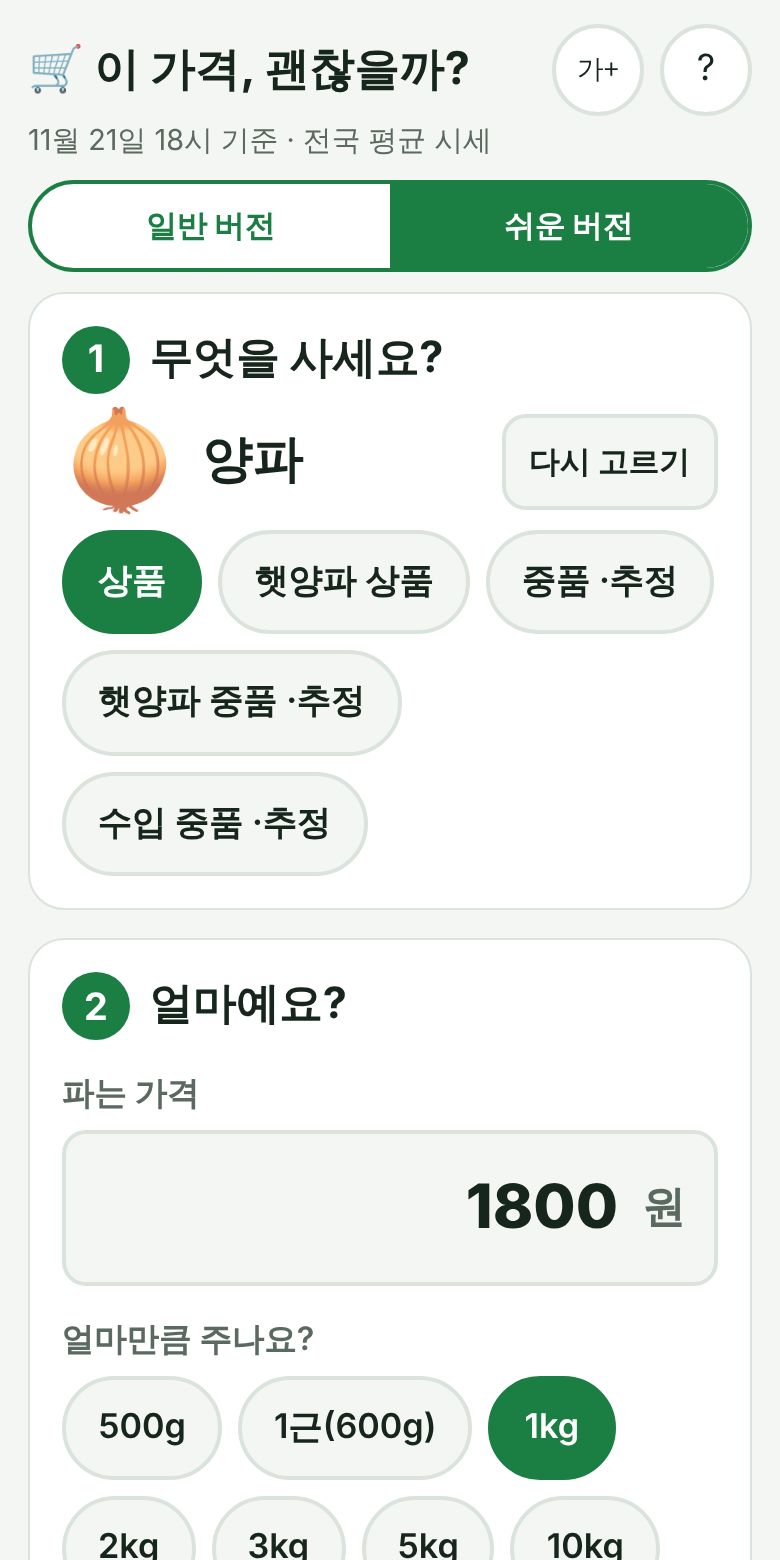 이 가격, 괜찮을까?
가+
?
11월 21일 18시 기준 · 전국 평균 시세
일반 버전
쉬운 버전
1 무엇을 사세요?
양파
다시 고르기
상품
햇양파 상품
중품 ·추정
햇양파 중품 ·추정
수입 중품 ·추정
2 얼마예요?
파는 가격
1800 원
얼마만큼 주나요?
500g
1근(600g)
1kg
2kg
3kg
5kg
10kg